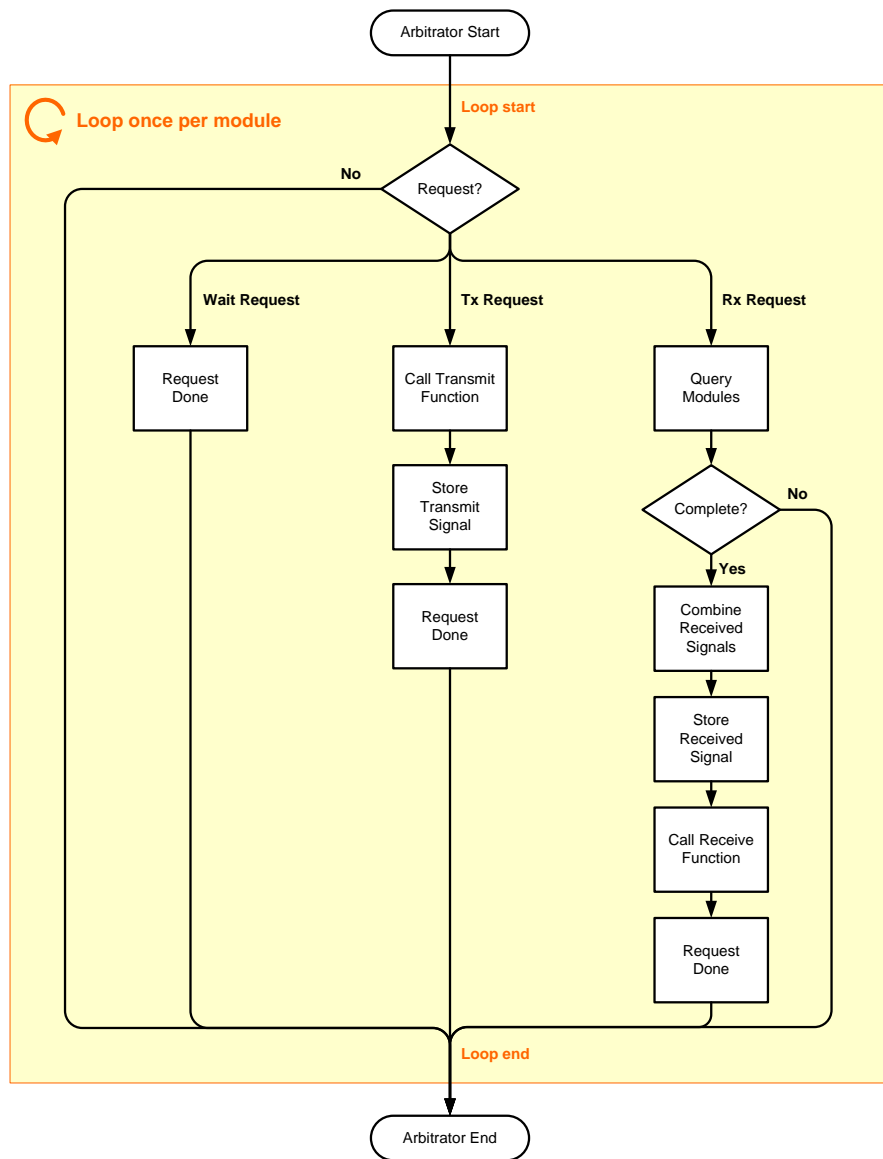 Arbitrator Start
Loop start
Loop once per module
No
Request?
Wait Request
Tx Request
Rx Request
Request
Done
Call Transmit
Function
Query
Modules
Store
Transmit
Signal
Complete?
No
Yes
Request
Done
Combine
Received
Signals
Store
Received
Signal
Call Receive
Function
Request
Done
Loop end
Arbitrator End